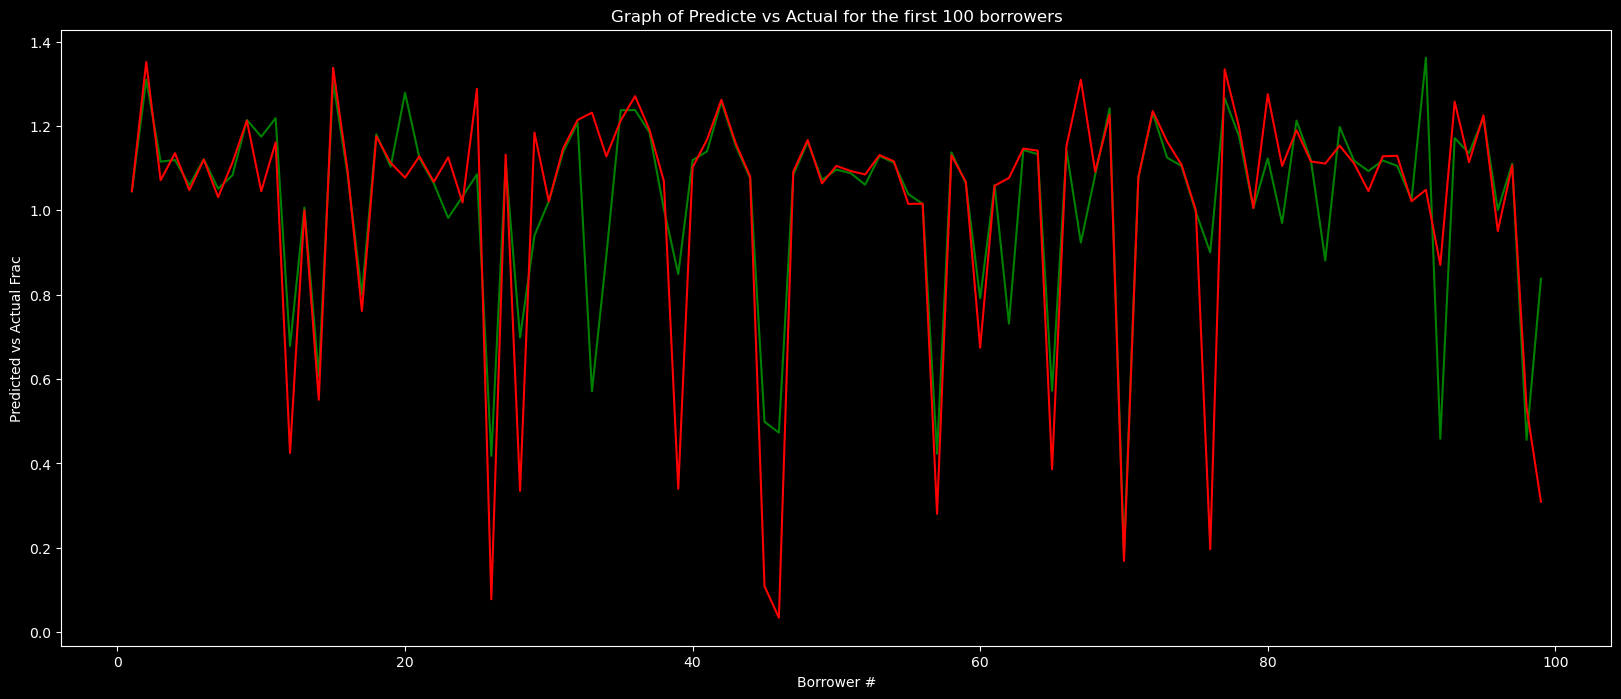 Graph of Predicte vs Actual for the first 100 borrowers
Predicted vs Actual Frac
1.4
1.2
1.0
0.8
0.6
0.4
0.2
0.0
0 20 40 60 80 100
Borrower #